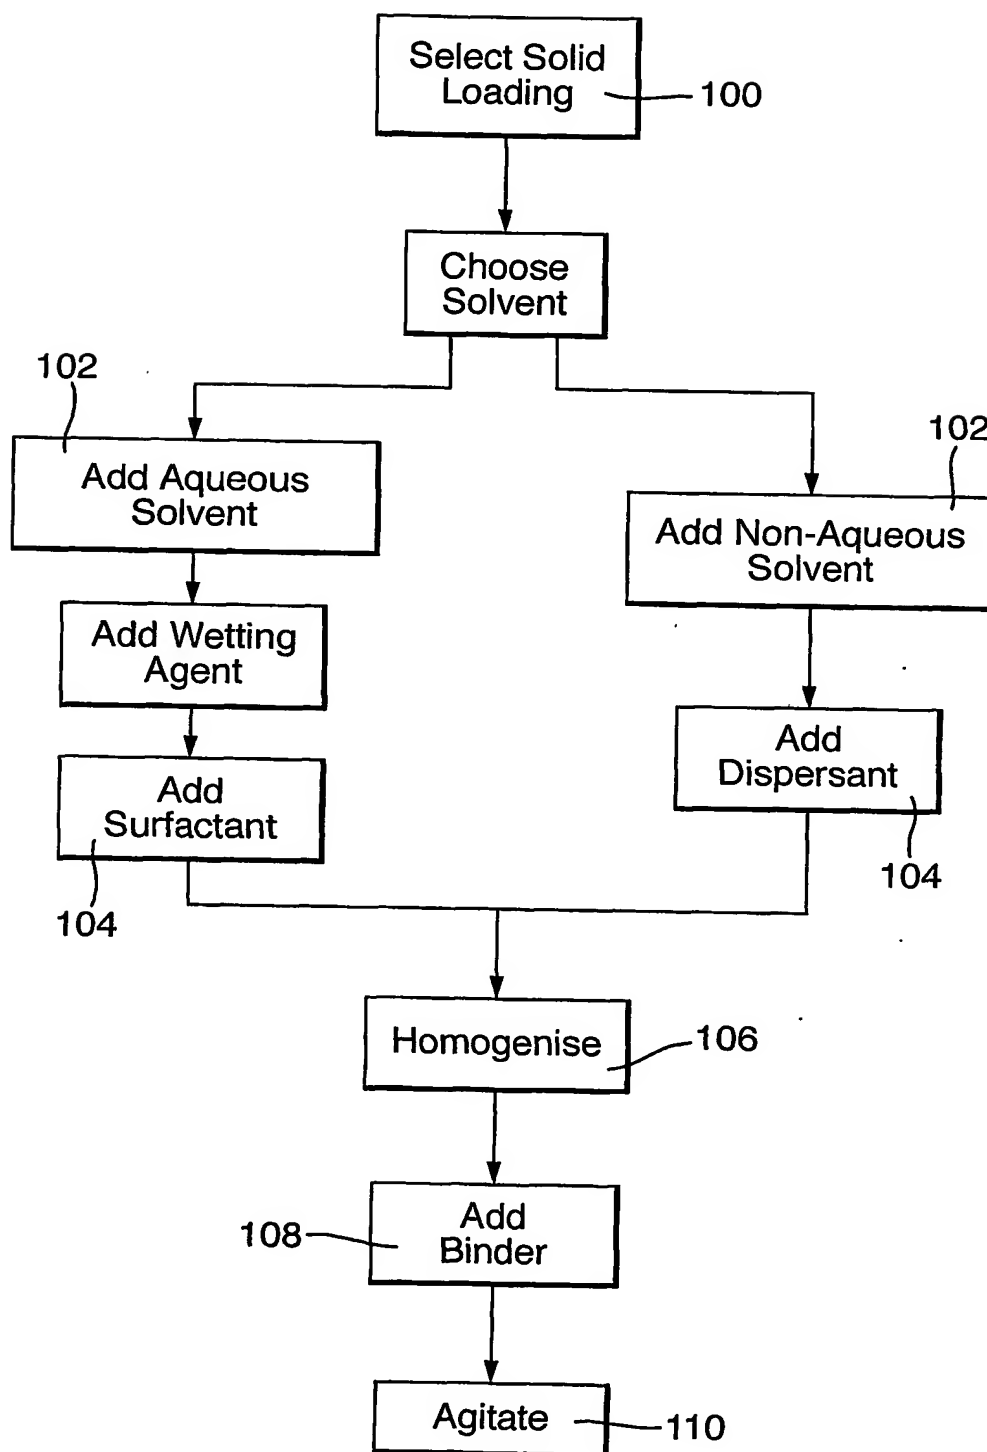 Select Solid
Loading
100
Choose
Solvent
102
Add Aqueous
Solvent
102
Add Non-Aqueous
Solvent
Add Wetting
Agent
Add
Surfactant
104
Add
Dispersant
104
Homogenise
106
108
Add
Binder
Agitate
110